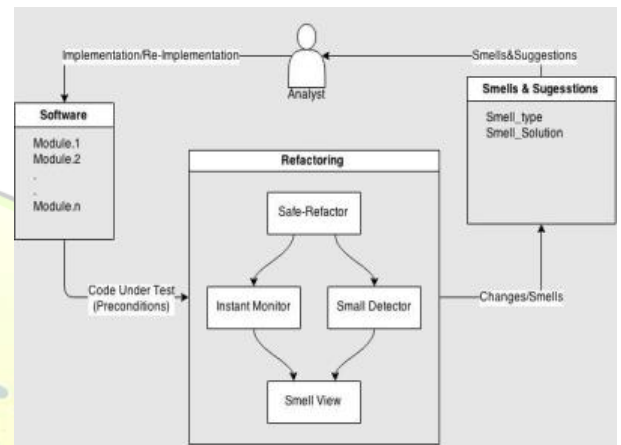 Implementation/Re-Implementation
Smells&Suggestions
Analyst
Software
Module.1
Module.2
.
.
Module.n
Smells & Sugesstions
Smell_type
Smell_Solution
Refactoring
Safe-Refactor
Instant Monitor
Small Detector
Smell View
Code Under Test
(Preconditions)
Changes/Smells